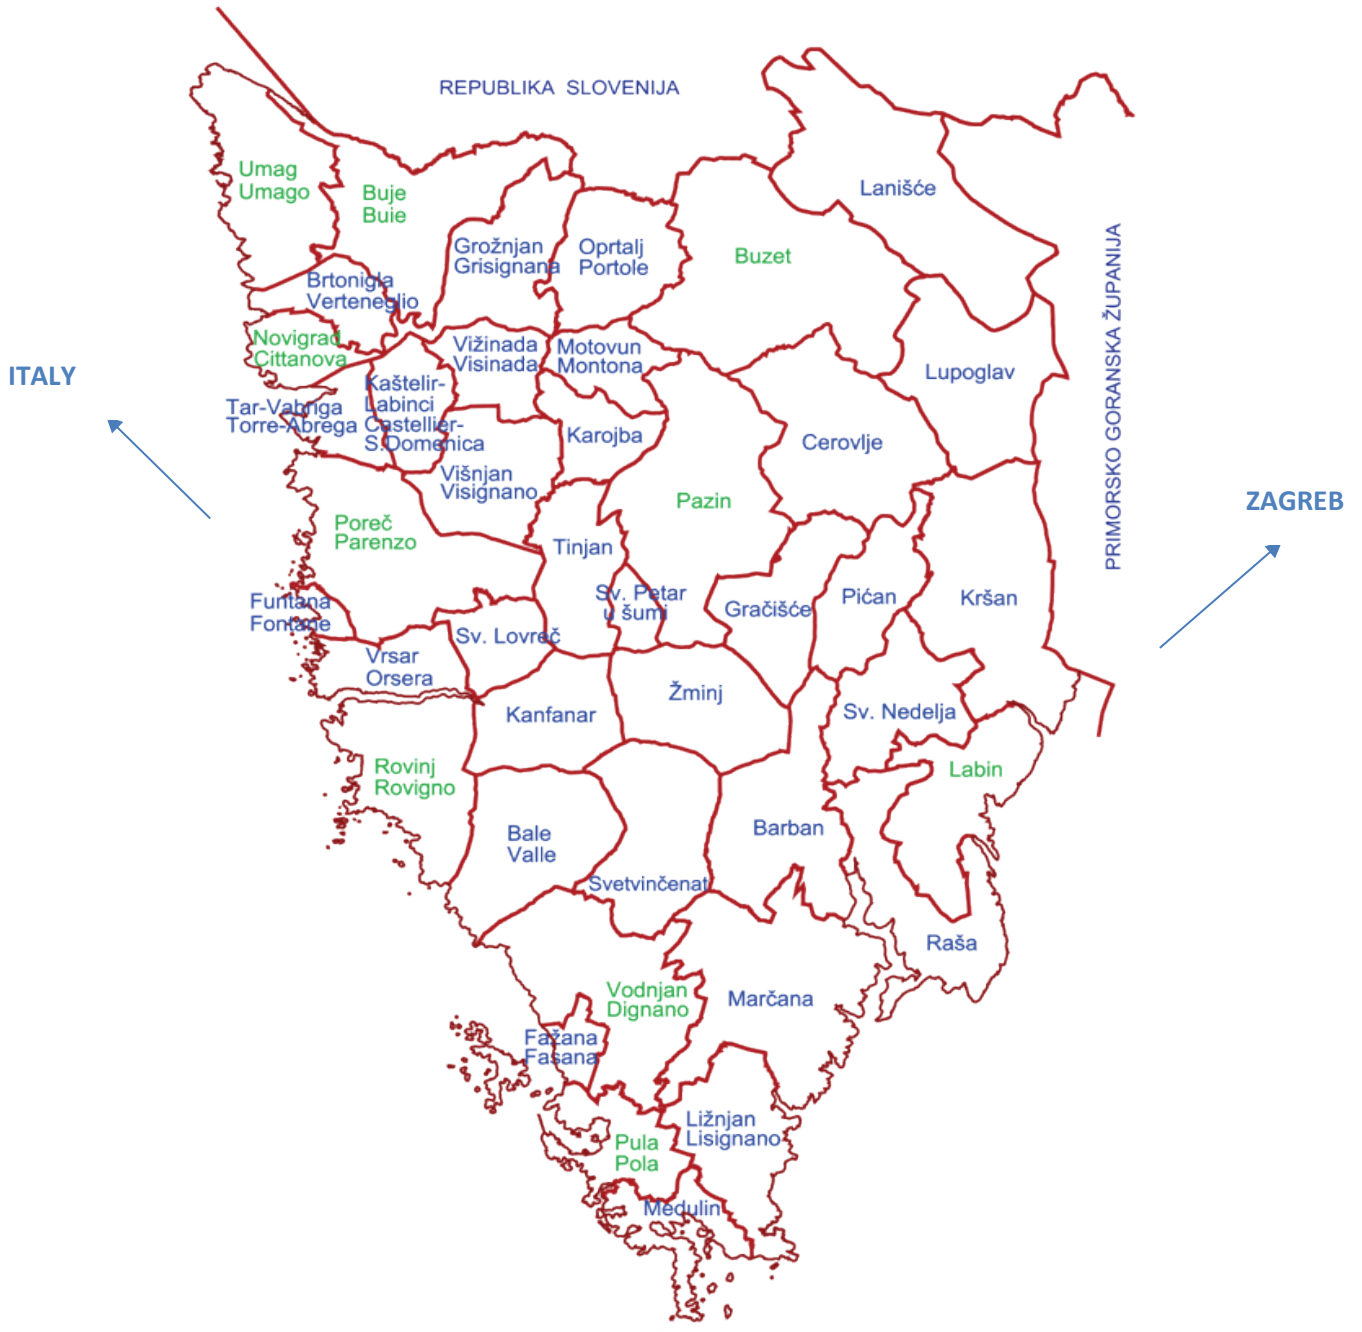 REPUBLIKA SLOVENIJA
Umag
Umago
Buje
Buie
Lanišće
Grožnjan
Grisignana
Oprtalj
Portole
Buzet
Brtonigla
Verteneglio
Novigrad
Cittanova
Vižinada
Visinada
Motovun
Montona
Lupoglav
PRIMORSKO GORANSKA ŽUPANIJA
ITALY
Kaštelir-
Labinci
Castellier-
S.Domenica
Tar-Vabriga
Torre-Abrega
Karojba
Cerovlje
Višnjan
Visignano
Pazin
ZAGREB
Poreč
Parenzo
Tinjan
Sv. Petar
u šumi
Gračišće
Pićan
Kršan
Funtana
Fontane
Sv. Lovreč
Vrsar
Orsera
Kanfanar
Žminj
Sv. Nedelja
Rovinj
Rovigno
Labin
Bale
Valle
Barban
Svetvinčenat
Raša
Vodnjan
Dignano
Marčana
Fažana
Fasana
Ližnjan
Lisignano
Pula
Pola
Medulin